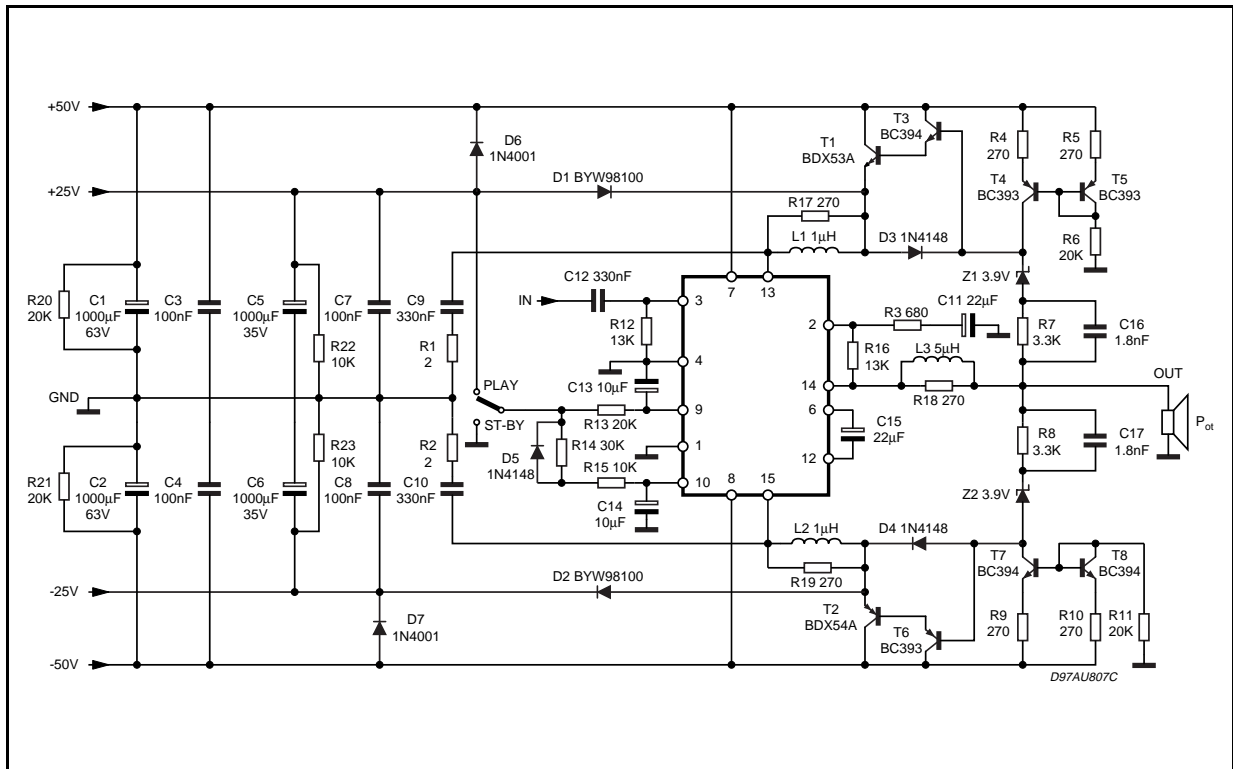 +50V
+25V
GND
-25V
-50V
R20
20K
C1
1000µF
63V
C3
100nF
C5
1000µF
35V
R22
10K
C7
100nF
C9
330nF
R1
2
R21
20K
C2
1000µF
63V
C4
100nF
C6
1000µF
35V
R23
10K
C8
100nF
C10
330nF
R2
2
D6
1N4001
D7
1N4001
D1 BYW98100
D2 BYW98100
PLAY
ST-BY
IN
C12 330nF
R12
13K
C13 10µF
R13 20K
R14 30K
D5
1N4148
R15 10K
C14
10µF
3
4
9
1
10
7
13
8
15
2
14
6
12
R17 270
L1 1µH
D3 1N4148
T1
BDX53A
T3
BC394
R4
270
R5
270
T4
BC393
T5
BC393
R6
20K
Z1 3.9V
R3 680
C11 22µF
R16
13K
L3 5µH
R18 270
C15
22µF
R7
3.3K
C16
1.8nF
OUT
Pot
R8
3.3K
C17
1.8nF
Z2 3.9V
L2 1µH
D4 1N4148
R19 270
T2
BDX54A
T6
BC393
T7
BC394
T8
BC394
R9
270
R10
270
R11
20K
D97AU807C